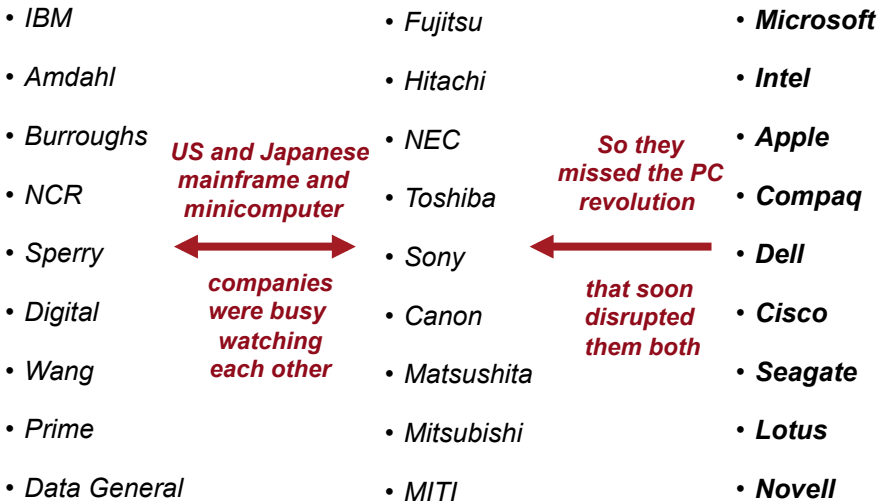 • IBM
• Amdahl
• Burroughs
• NCR
• Sperry
• Digital
• Wang
• Prime
• Data General
US and Japanese
mainframe and
minicomputer
companies
were busy
watching
each other
• Fujitsu
• Hitachi
• NEC
• Toshiba
• Sony
• Canon
• Matsushita
• Mitsubishi
• MITI
So they
missed the PC
revolution
that soon
disrupted
them both
• Microsoft
• Intel
• Apple
• Compaq
• Dell
• Cisco
• Seagate
• Lotus
• Novell